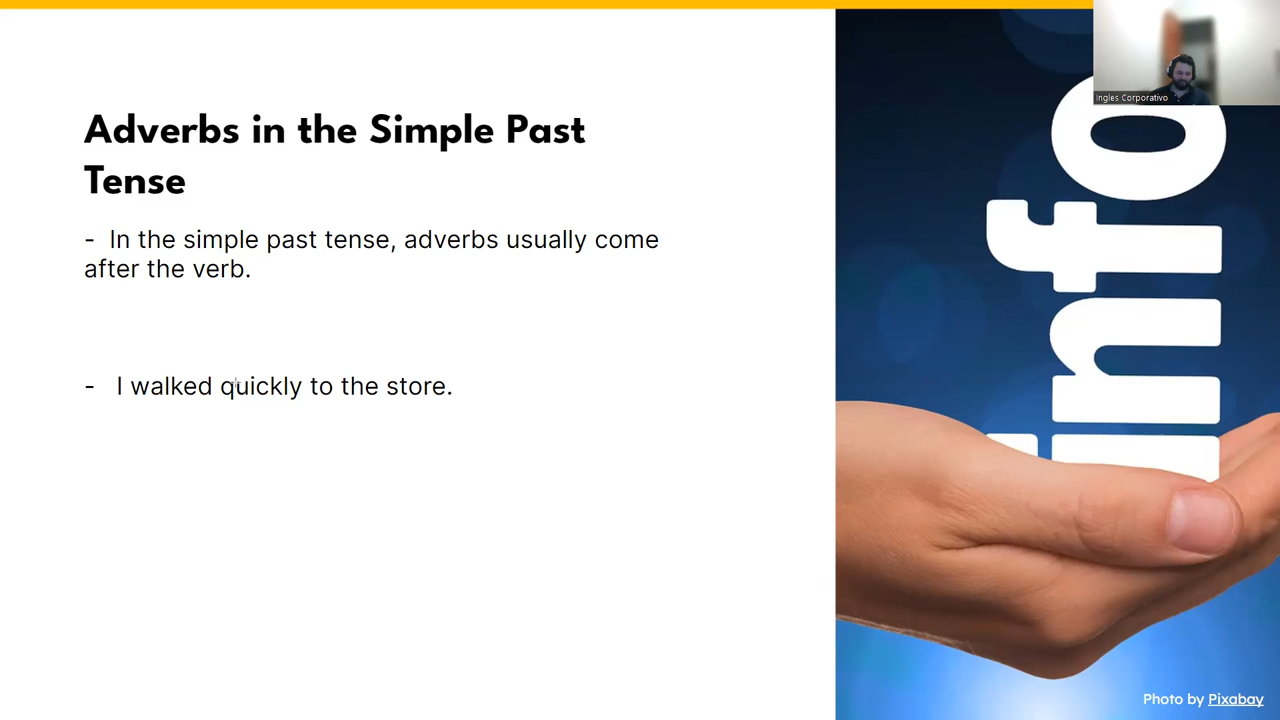 Adverbs in the Simple Past
Tense
- In the simple past tense, adverbs usually come
after the verb.
- I walked quickly to the store.
info
Ingles Corporativo
Photo by Pixabay